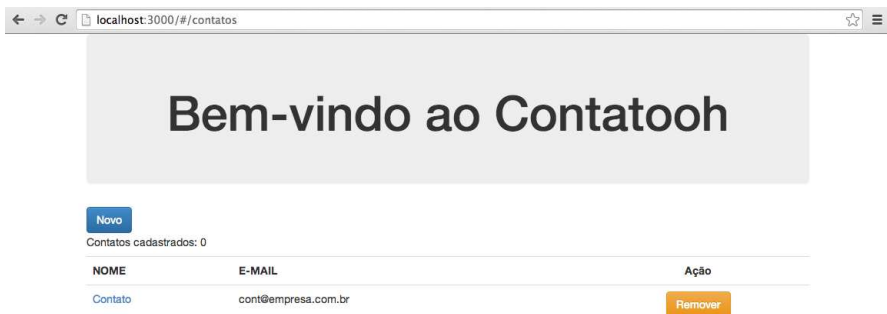 localhost:3000/#/contatos
Bem-vindo ao Contatooh
Novo
Contatos cadastrados: 0
NOME E-MAIL Ação
Contato cont@empresa.com.br Remover